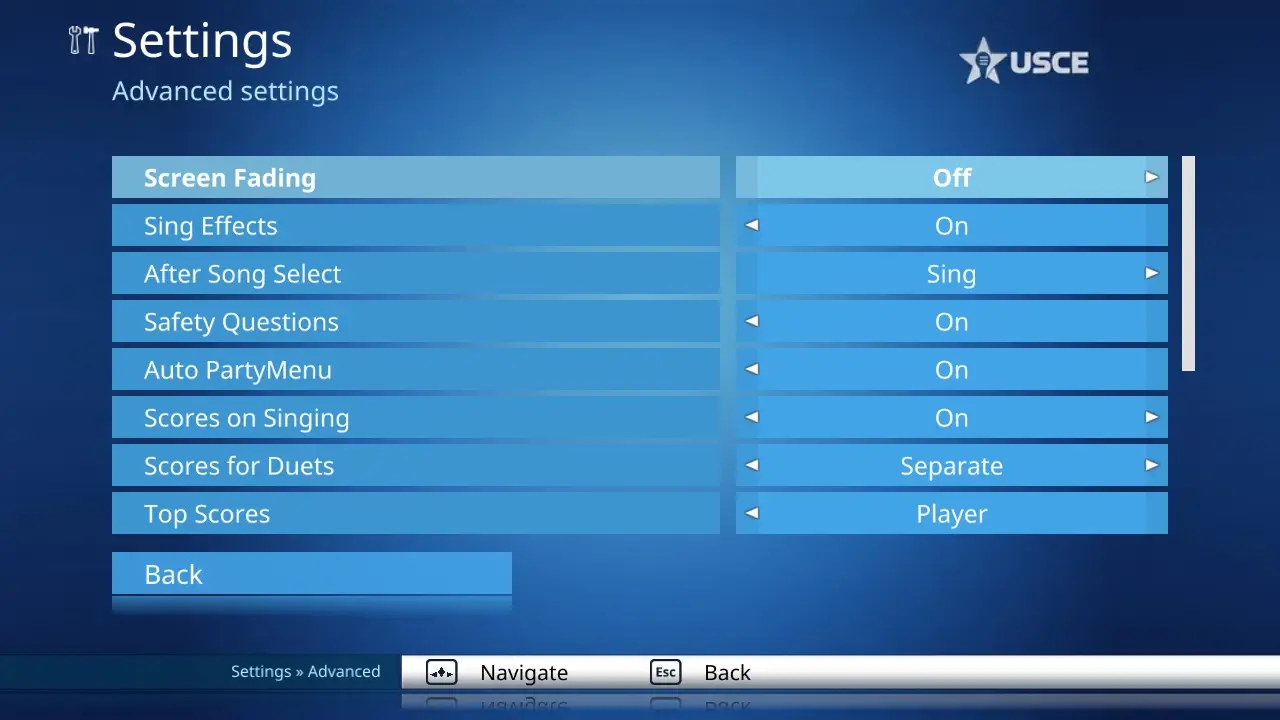 Settings
Advanced settings
USCE
Screen Fading Off
Sing Effects On
After Song Select Sing
Safety Questions On
Auto PartyMenu On
Scores on Singing On
Scores for Duets Separate
Top Scores Player
Back
Settings » Advanced Navigate Esc Back